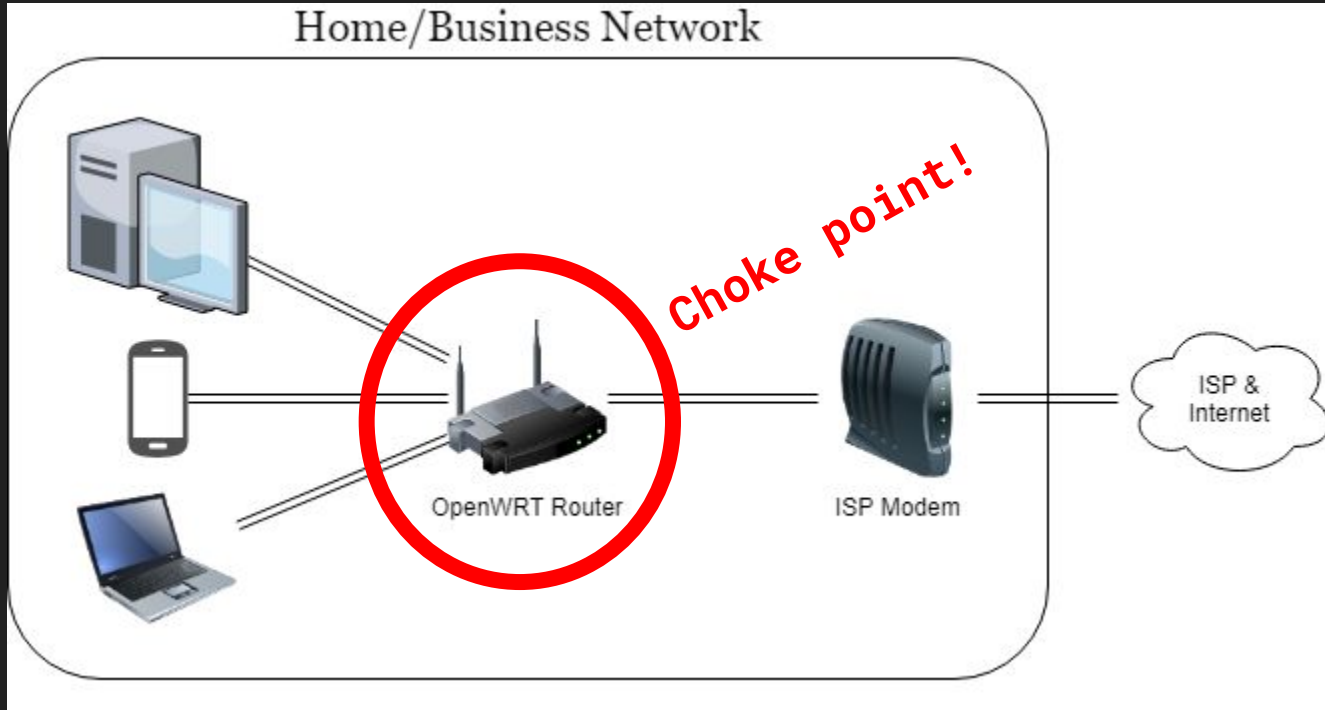 Home/Business Network
Choke point!
ISP &
Internet
OpenWRT Router
ISP Modem